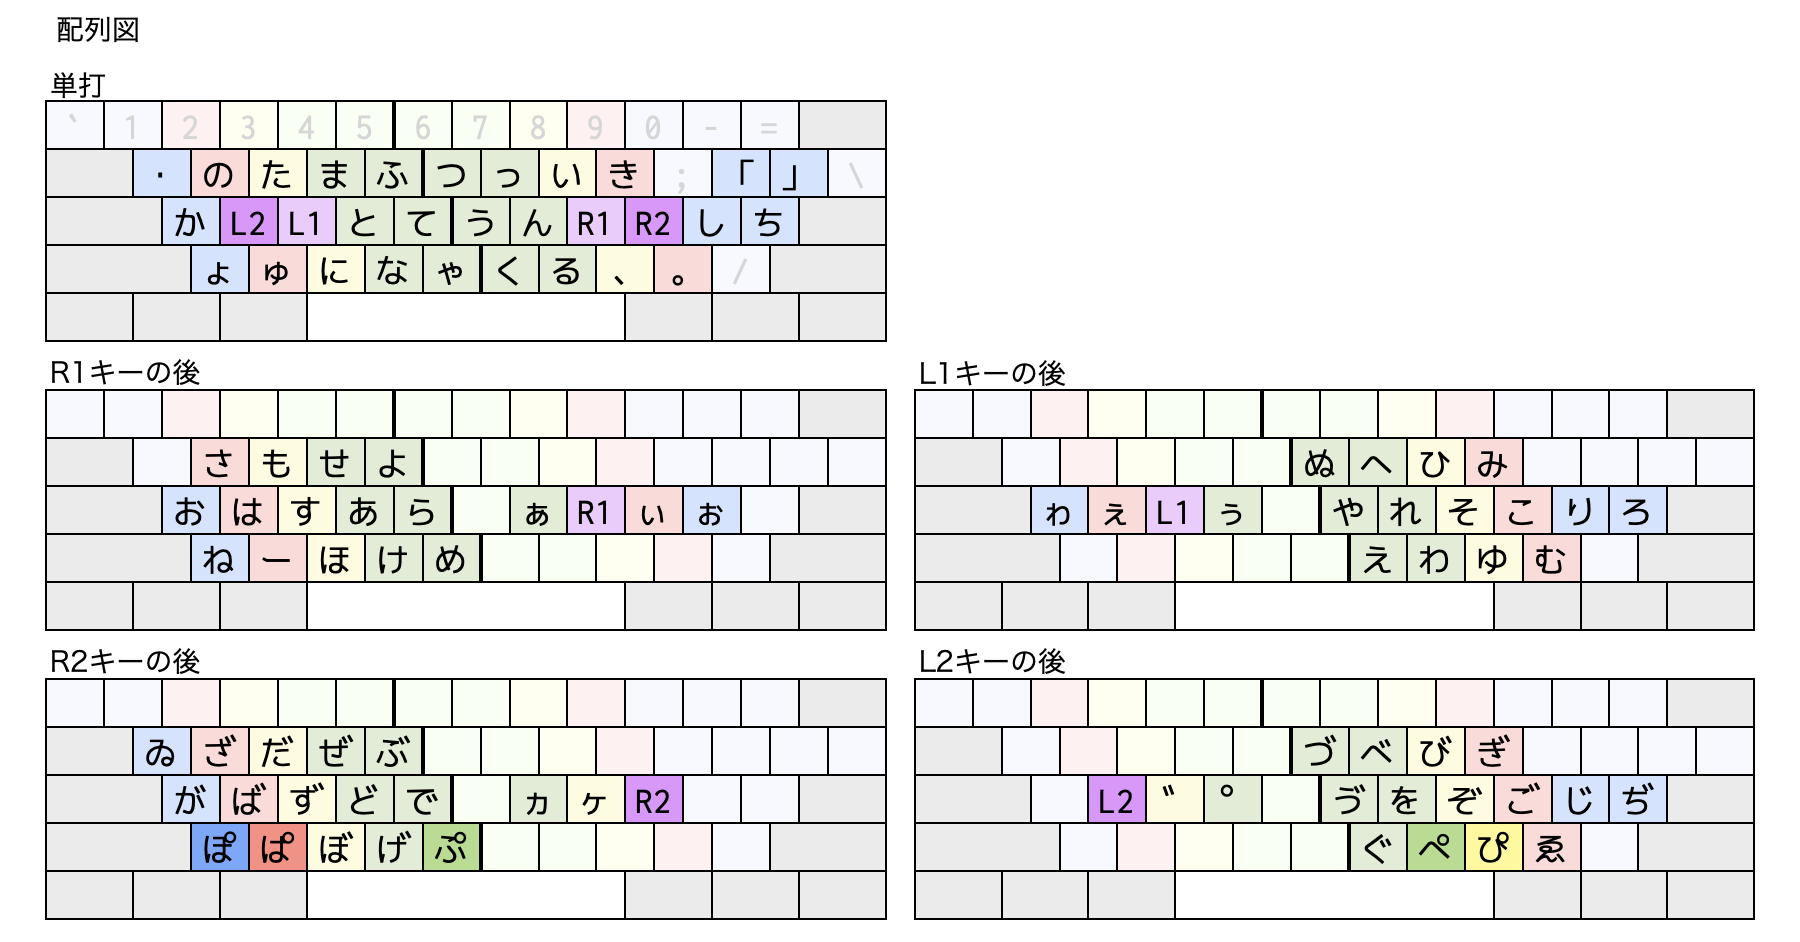 配列図
単打
` 1 2 3 4 5 6 7 8 9 0 - =
・ の た ま ふ つ っ い き ; 「 」 \
か L2 L1 と て う ん R1 R2 し ち
ょ ゅ に な ゃ く る 、 。 /
R1キーの後
さ も せ よ
お は す あ ら ぁ R1 ぃ ぉ
ね ー ほ け め
L1キーの後
ぬ へ ひ み
ゎ ぇ L1 ぅ や れ そ こ り ろ
え わ ゆ む
R2キーの後
ゐ ざ だ ぜ ぶ
が ば ず ど で ヵ ヶ R2
ぽ ぱ ぼ げ ぷ
L2キーの後
づ べ び ぎ
L2 ゛ ゜ ゔ を ぞ ご じ ぢ
ぐ ぺ ぴ ゑ